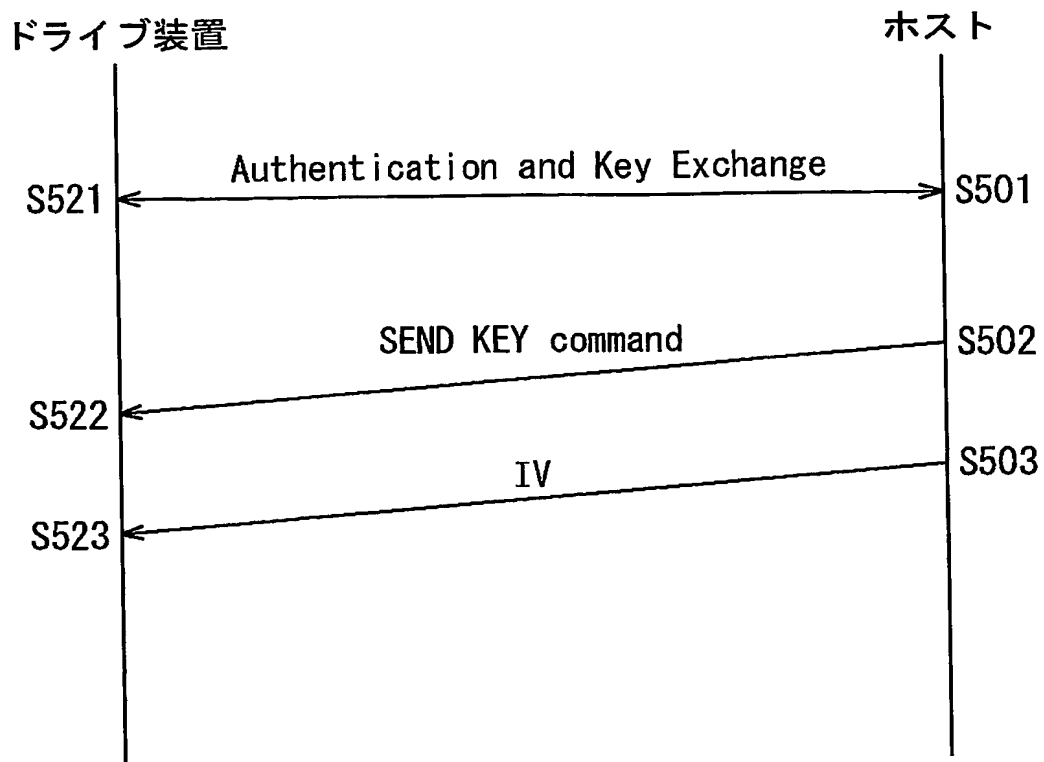 ドライブ装置
ホスト
Authentication and Key Exchange
S521
S501
SEND KEY command
S502
S522
IV
S503
S523